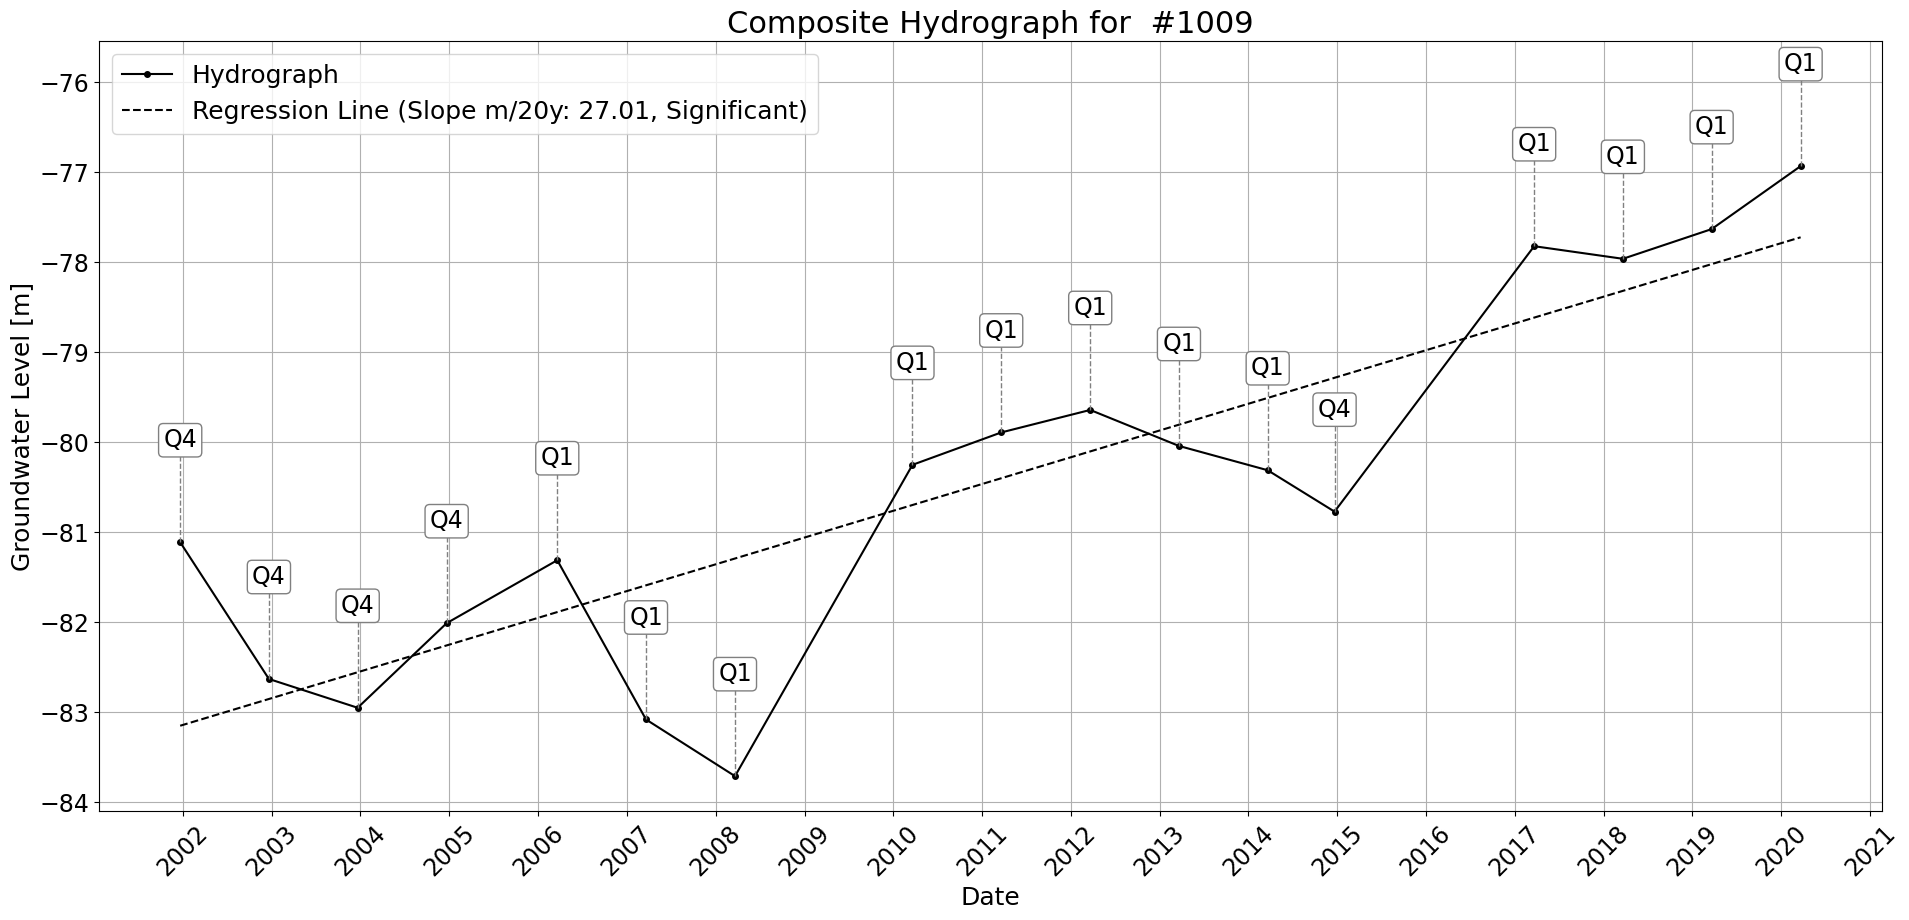 Composite Hydrograph for  #1009
Hydrograph
Regression Line (Slope m/20y: 27.01, Significant)
Groundwater Level [m]
−76
−77
−78
−79
−80
−81
−82
−83
−84
Q4
Q4
Q4
Q4
Q1
Q1
Q1
Q1
Q1
Q1
Q1
Q1
Q4
Q1
Q1
Q1
Q1
2002
2003
2004
2005
2006
2007
2008
2009
2010
2011
2012
2013
2014
2015
2016
2017
2018
2019
2020
2021
Date